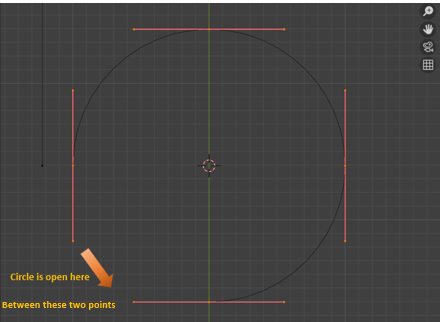 Circle is open here
Between these two points